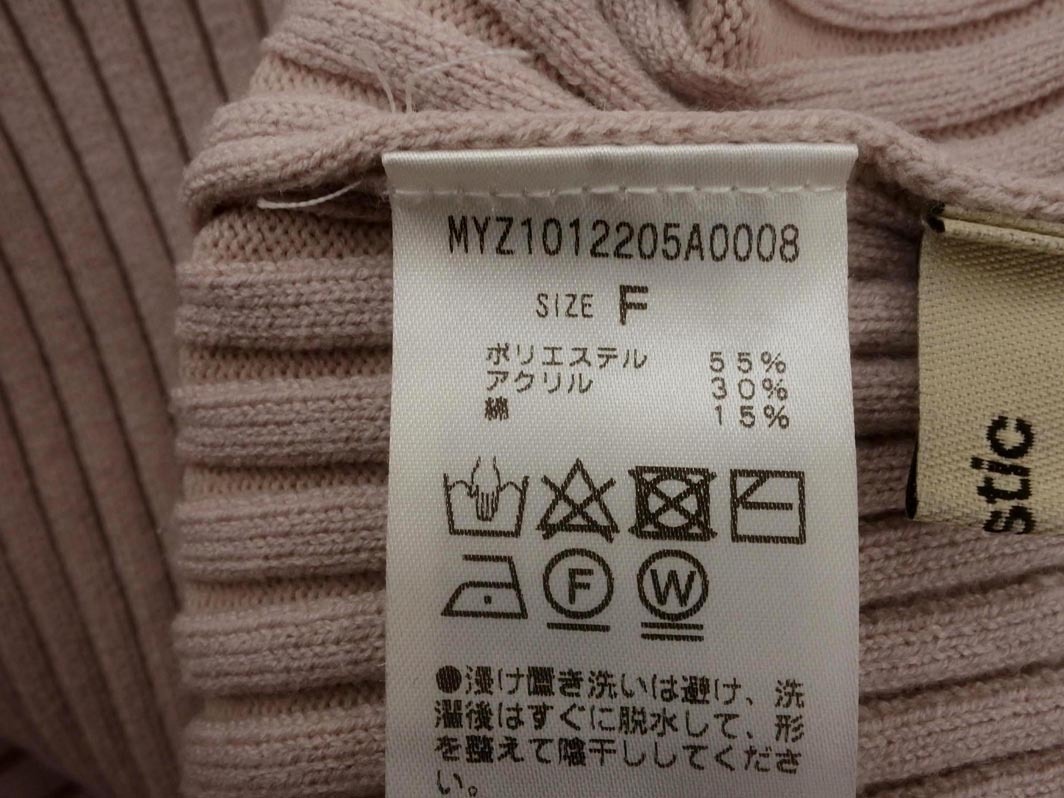 MYZ1012205A0008
SIZE F
ポリエステル 55%
アクリル 30%
綿 15%
F W
●浸け置き洗いは避け、洗
濯後はすぐに脱水して、形
を整えて陰干ししてくださ
い。
stic